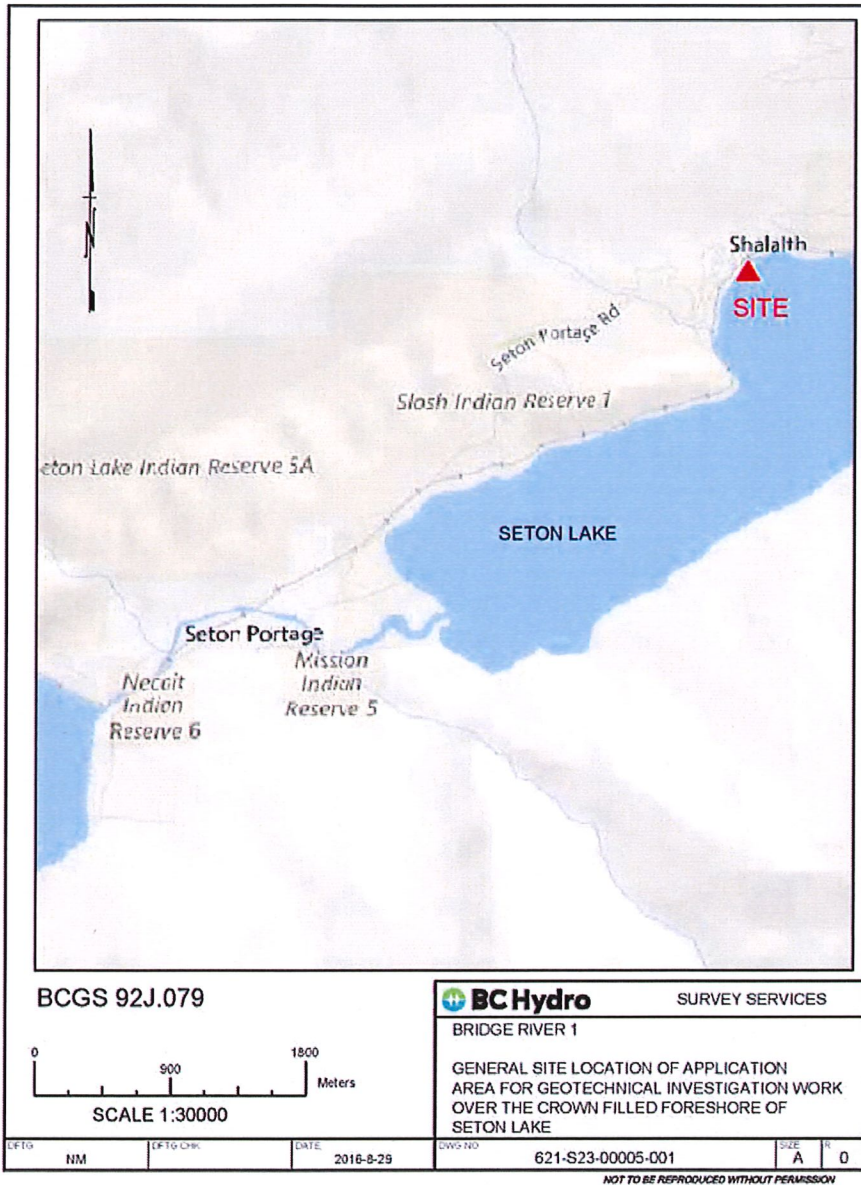 N
Shalalth
SITE
Seton Portage Rd
Slosh Indian Reserve 1
eton Lake Indian Reserve 5A
SETON LAKE
Seton Portage
Mission
Indian
Reserve 5
Necait
Indian
Reserve 6
BCGS 92J.079
0 900 1800
Meters
SCALE 1:30000
BC Hydro SURVEY SERVICES
BRIDGE RIVER 1
GENERAL SITE LOCATION OF APPLICATION
AREA FOR GEOTECHNICAL INVESTIGATION WORK
OVER THE CROWN FILLED FORESHORE OF
SETON LAKE
DFTG NM DFTG CHK DATE 2016-8-29 DWG NO 621-S23-00005-001 SIZE A R 0
NOT TO BE REPRODUCED WITHOUT PERMISSION